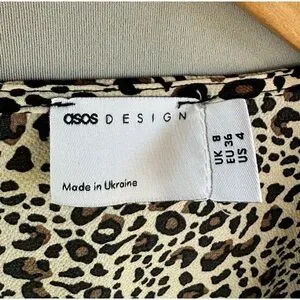 asos DESIGN
Made in Ukraine
UK 8
EU 36
US 4